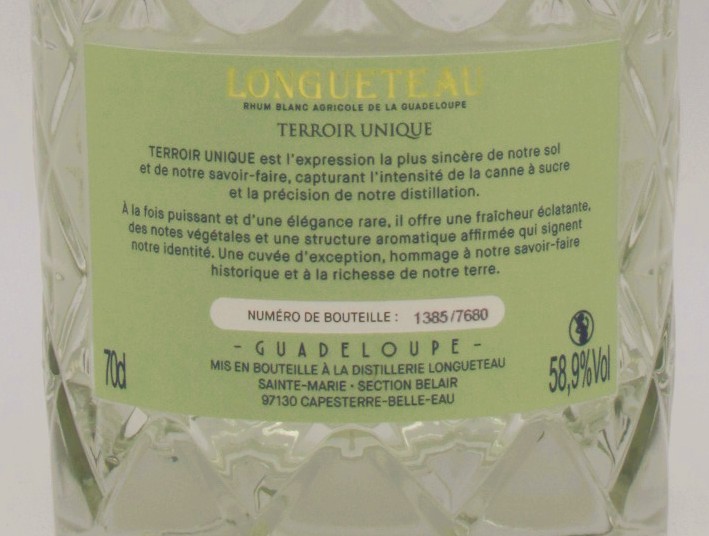 LONGUETEAU
RHUM BLANC AGRICOLE DE LA GUADELOUPE
TERROIR UNIQUE
TERROIR UNIQUE est l'expression la plus sincère de notre sol
et de notre savoir-faire, capturant l'intensité de la canne à sucre
et la précision de notre distillation.
À la fois puissant et d'une élégance rare, il offre une fraîcheur éclatante,
des notes végétales et une structure aromatique affirmée qui signent
notre identité. Une cuvée d'exception, hommage à notre savoir-faire
historique et à la richesse de notre terre.
NUMÉRO DE BOUTEILLE : 1385/7680
- GUADELOUPE -
MIS EN BOUTEILLE À LA DISTILLERIE LONGUETEAU
SAINTE-MARIE • SECTION BELAIR
97130 CAPESTERRE-BELLE-EAU
70cl
58,9%Vol